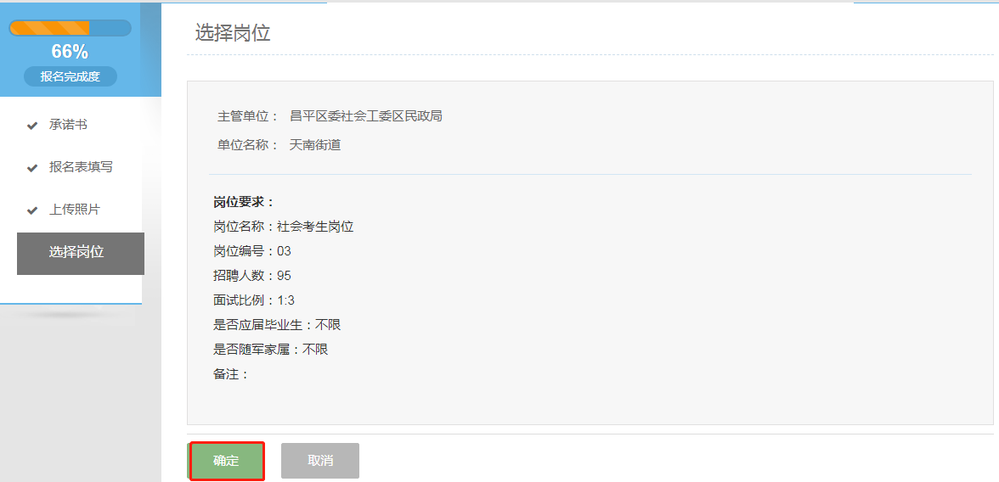 66%
报名完成度
承诺书
报名表填写
上传照片
选择岗位
选择岗位
主管单位： 昌平区委社会工委区民政局
单位名称： 天南街道
岗位要求：
岗位名称：社会考生岗位
岗位编号：03
招聘人数：95
面试比例：1:3
是否应届毕业生：不限
是否随军家属：不限
备注：
确定
取消